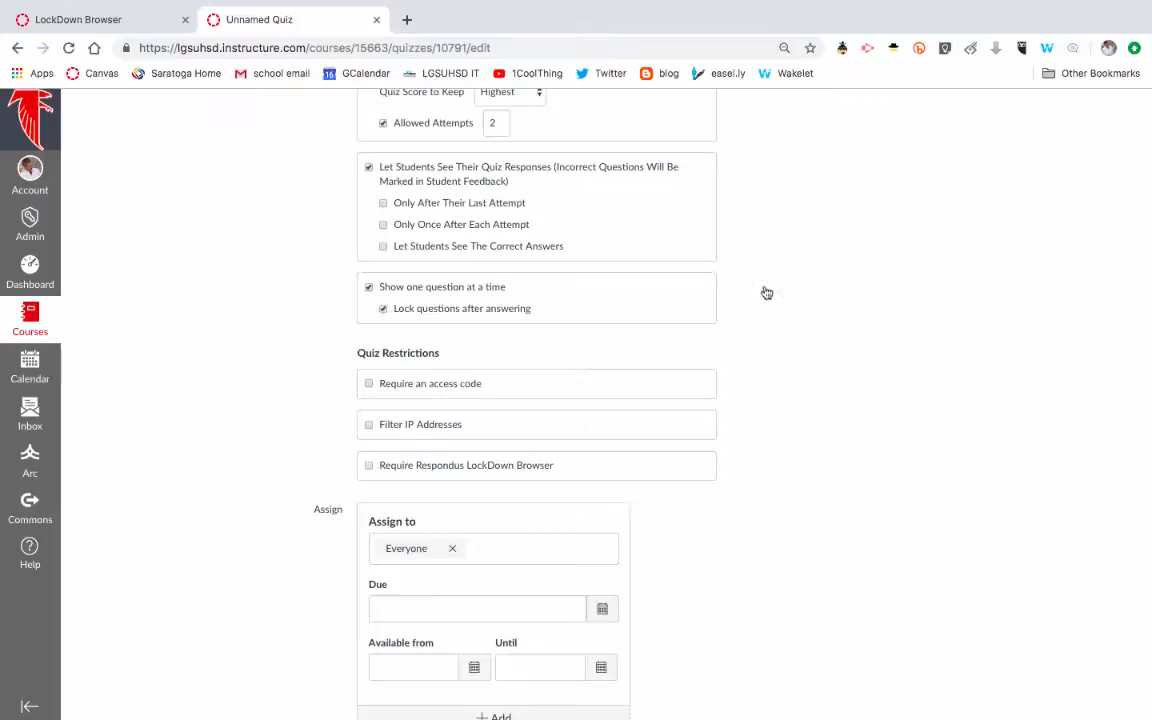 LockDown Browser
Unnamed Quiz
https://lgsuhsd.instructure.com/courses/15663/quizzes/10791/edit
Apps Canvas Saratoga Home school email 16 GCalendar LGSUHSD IT 1CoolThing Twitter blog easel.ly Wakelet Other Bookmarks
Quiz Score to Keep Highest
Allowed Attempts 2
Let Students See Their Quiz Responses (Incorrect Questions Will Be
Marked in Student Feedback)
Only After Their Last Attempt
Only Once After Each Attempt
Let Students See The Correct Answers
Show one question at a time
Lock questions after answering
Quiz Restrictions
Require an access code
Filter IP Addresses
Require Respondus LockDown Browser
Assign
Assign to
Everyone
Due
Available from Until
+ Add
Account
Admin
Dashboard
Courses
Calendar
Inbox
Arc
Commons
Help